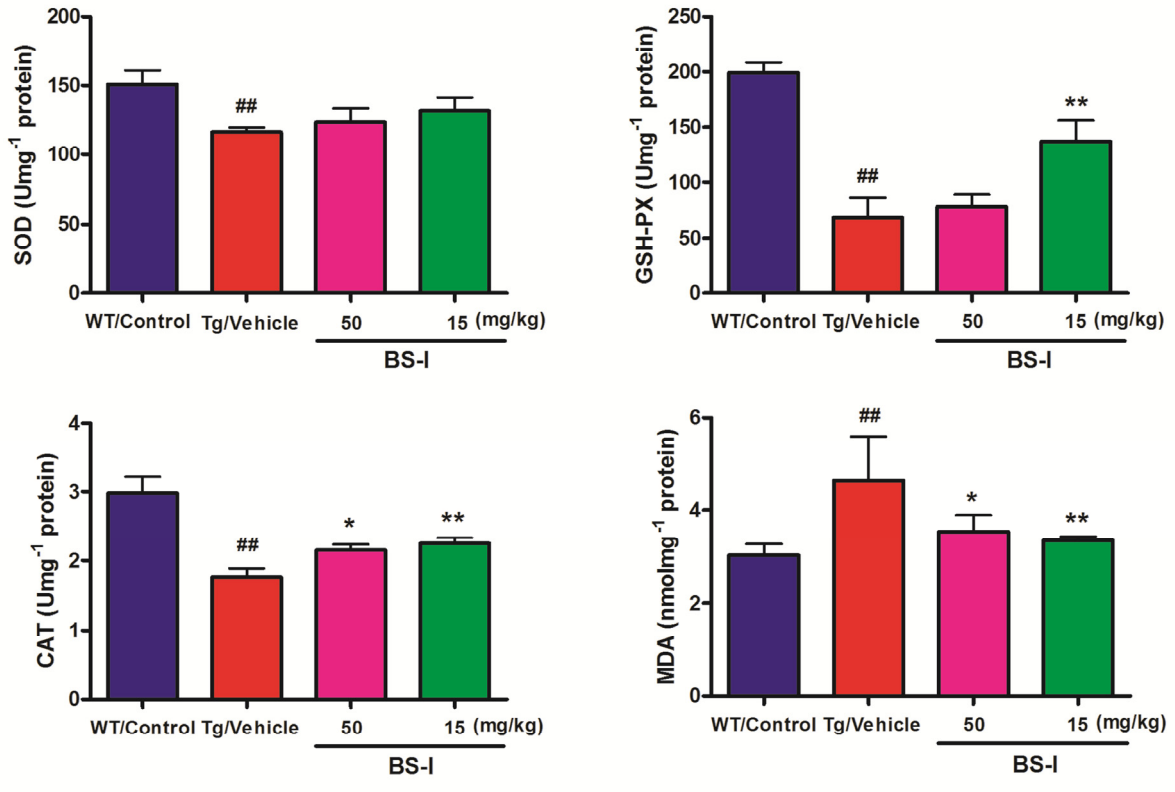 200
150
100
50
0
SOD (Umg⁻¹ protein)
##
WT/Control Tg/Vehicle 50 15 (mg/kg)
BS-I
250
200
150
100
50
0
GSH-PX (Umg⁻¹ protein)
##
**
WT/Control Tg/Vehicle 50 15 (mg/kg)
BS-I
4
3
2
1
0
CAT (Umg⁻¹ protein)
##
*
**
WT/Control Tg/Vehicle 50 15 (mg/kg)
BS-I
6
4
2
0
MDA (nmolmg⁻¹ protein)
##
*
**
WT/Control Tg/Vehicle 50 15 (mg/kg)
BS-I